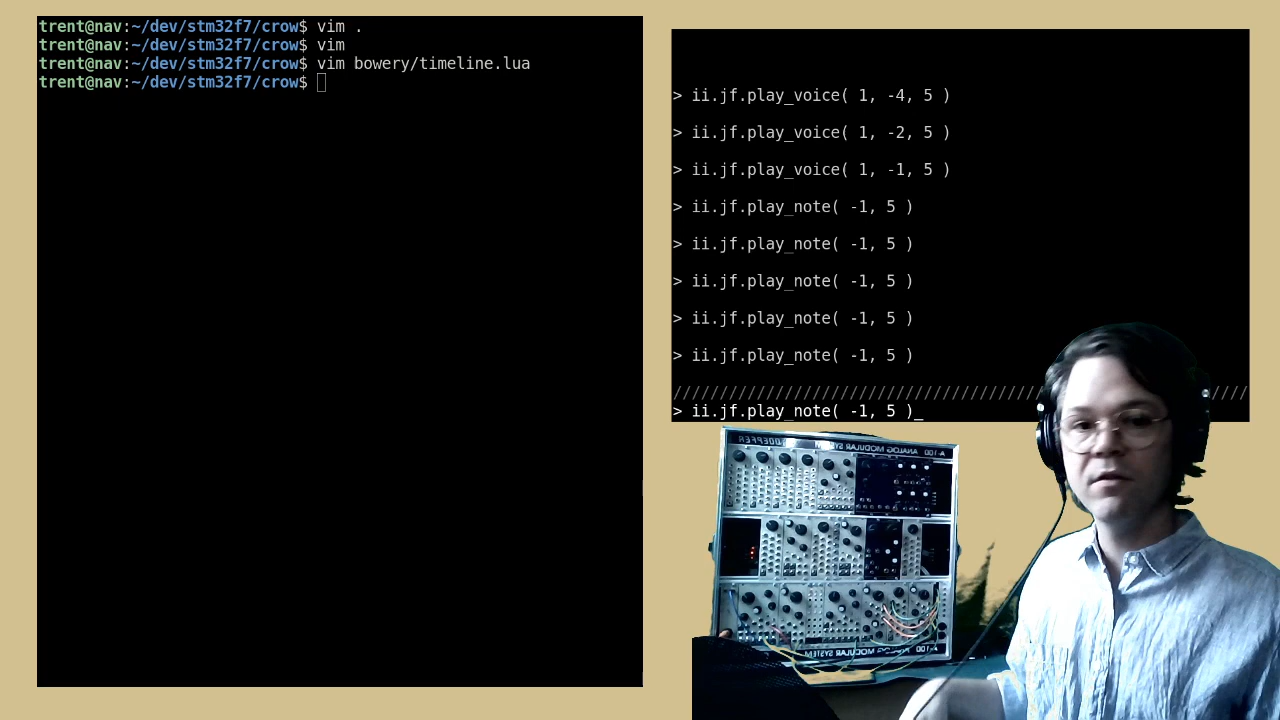 trent@nav:~/dev/stm32f7/crow$ vim .
trent@nav:~/dev/stm32f7/crow$ vim
trent@nav:~/dev/stm32f7/crow$ vim bowery/timeline.lua
trent@nav:~/dev/stm32f7/crow$
> ii.jf.play_voice( 1, -4, 5 )
> ii.jf.play_voice( 1, -2, 5 )
> ii.jf.play_voice( 1, -1, 5 )
> ii.jf.play_note( -1, 5 )
> ii.jf.play_note( -1, 5 )
> ii.jf.play_note( -1, 5 )
> ii.jf.play_note( -1, 5 )
> ii.jf.play_note( -1, 5 )
> ii.jf.play_note( -1, 5 )_
DOEPFER
A-100 ANALOG MODULAR SYSTEM
A-100 ANALOG MODULAR SYSTEM